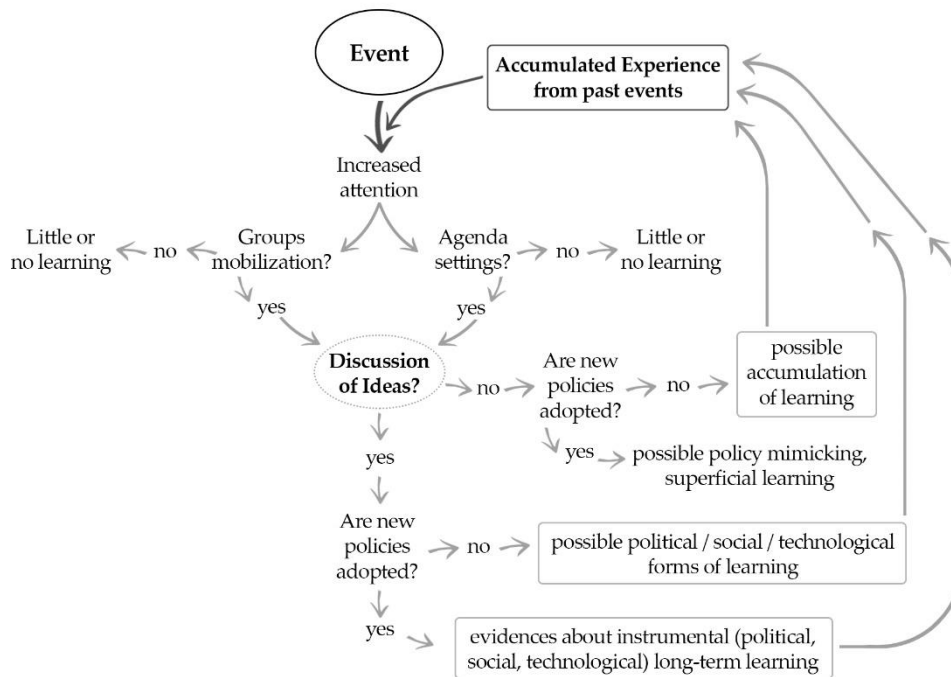 Event
Accumulated Experience
from past events
Increased
attention
Little or
no learning
no
Groups
mobilization?
Agenda
settings?
no
Little or
no learning
yes
yes
Discussion
of Ideas?
no
Are new
policies
adopted?
no
possible
accumulation
of learning
yes
possible policy mimicking,
superficial learning
yes
Are new
policies
adopted?
no
possible political / social / technological
forms of learning
yes
evidences about instrumental (political,
social, technological) long-term learning